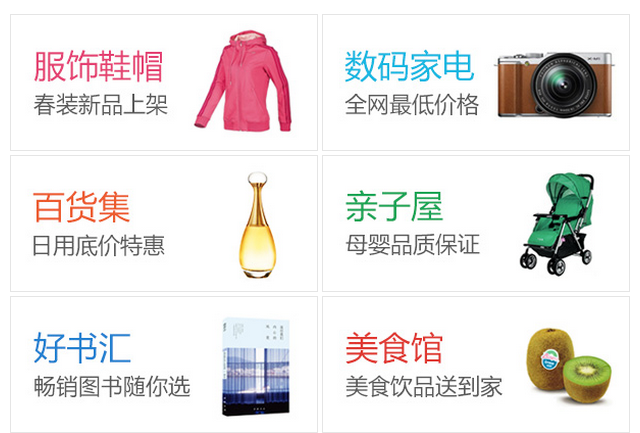 服饰鞋帽
春装新品上架
数码家电
全网最低价格
百货集
日用底价特惠
亲子屋
母婴品质保证
好书汇
畅销图书随你选
美食馆
美食饮品送到家